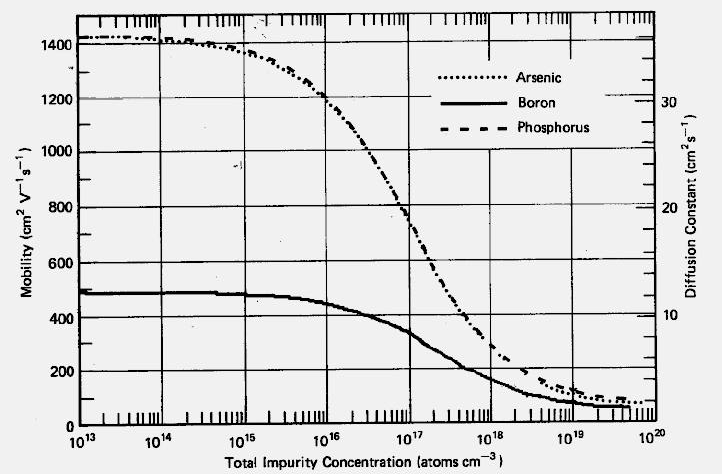 1400
1200
1000
800
600
400
200
0
Mobility (cm² V⁻¹ s⁻¹)
Arsenic
Boron
Phosphorus
30
20
10
Diffusion Constant (cm² s⁻¹)
10¹³ 10¹⁴ 10¹⁵ 10¹⁶ 10¹⁷ 10¹⁸ 10¹⁹ 10²⁰
Total Impurity Concentration (atoms cm⁻³)